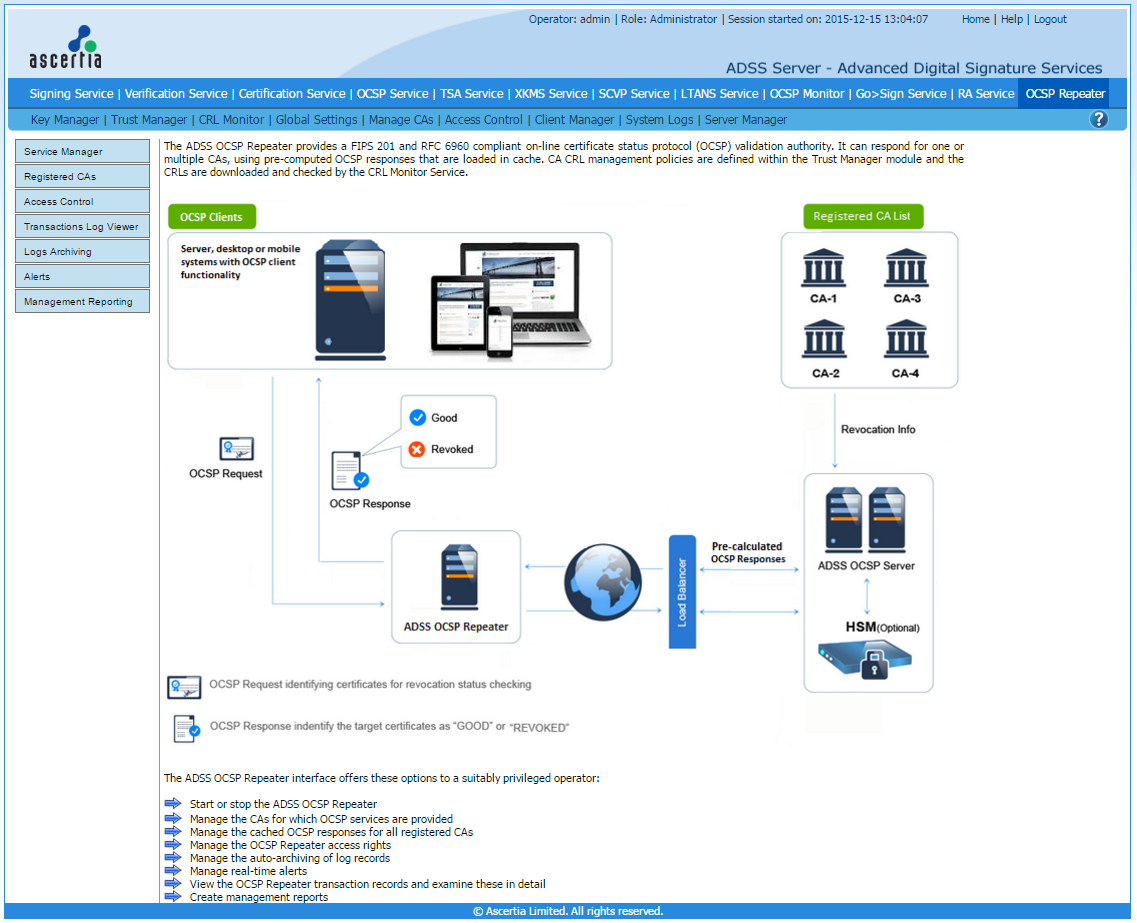 Operator: admin | Role: Administrator | Session started on: 2015-12-15 13:04:07 Home | Help | Logout
ascertia
ADSS Server - Advanced Digital Signature Services
Signing Service | Verification Service | Certification Service | OCSP Service | TSA Service | XKMS Service | SCVP Service | LTANS Service | OCSP Monitor | Go>Sign Service | RA Service OCSP Repeater
Key Manager | Trust Manager | CRL Monitor | Global Settings | Manage CAs | Access Control | Client Manager | System Logs | Server Manager ?
Service Manager
Registered CAs
Access Control
Transactions Log Viewer
Logs Archiving
Alerts
Management Reporting
The ADSS OCSP Repeater provides a FIPS 201 and RFC 6960 compliant on-line certificate status protocol (OCSP) validation authority. It can respond for one or
multiple CAs, using pre-computed OCSP responses that are loaded in cache. CA CRL management policies are defined within the Trust Manager module and the
CRLs are downloaded and checked by the CRL Monitor Service.
OCSP Clients
Server, desktop or mobile
systems with OCSP client
functionality
Registered CA List
CA-1
CA-3
CA-2
CA-4
Revocation Info
Good
Revoked
OCSP Request
OCSP Response
ADSS OCSP Repeater
Load Balancer
Pre-calculated
OCSP Responses
ADSS OCSP Server
HSM(Optional)
OCSP Request identifying certificates for revocation status checking
OCSP Response indentify the target certificates as "GOOD" or "REVOKED"
The ADSS OCSP Repeater interface offers these options to a suitably privileged operator:
Start or stop the ADSS OCSP Repeater
Manage the CAs for which OCSP services are provided
Manage the cached OCSP responses for all registered CAs
Manage the OCSP Repeater access rights
Manage the auto-archiving of log records
Manage real-time alerts
View the OCSP Repeater transaction records and examine these in detail
Create management reports
© Ascertia Limited. All rights reserved.